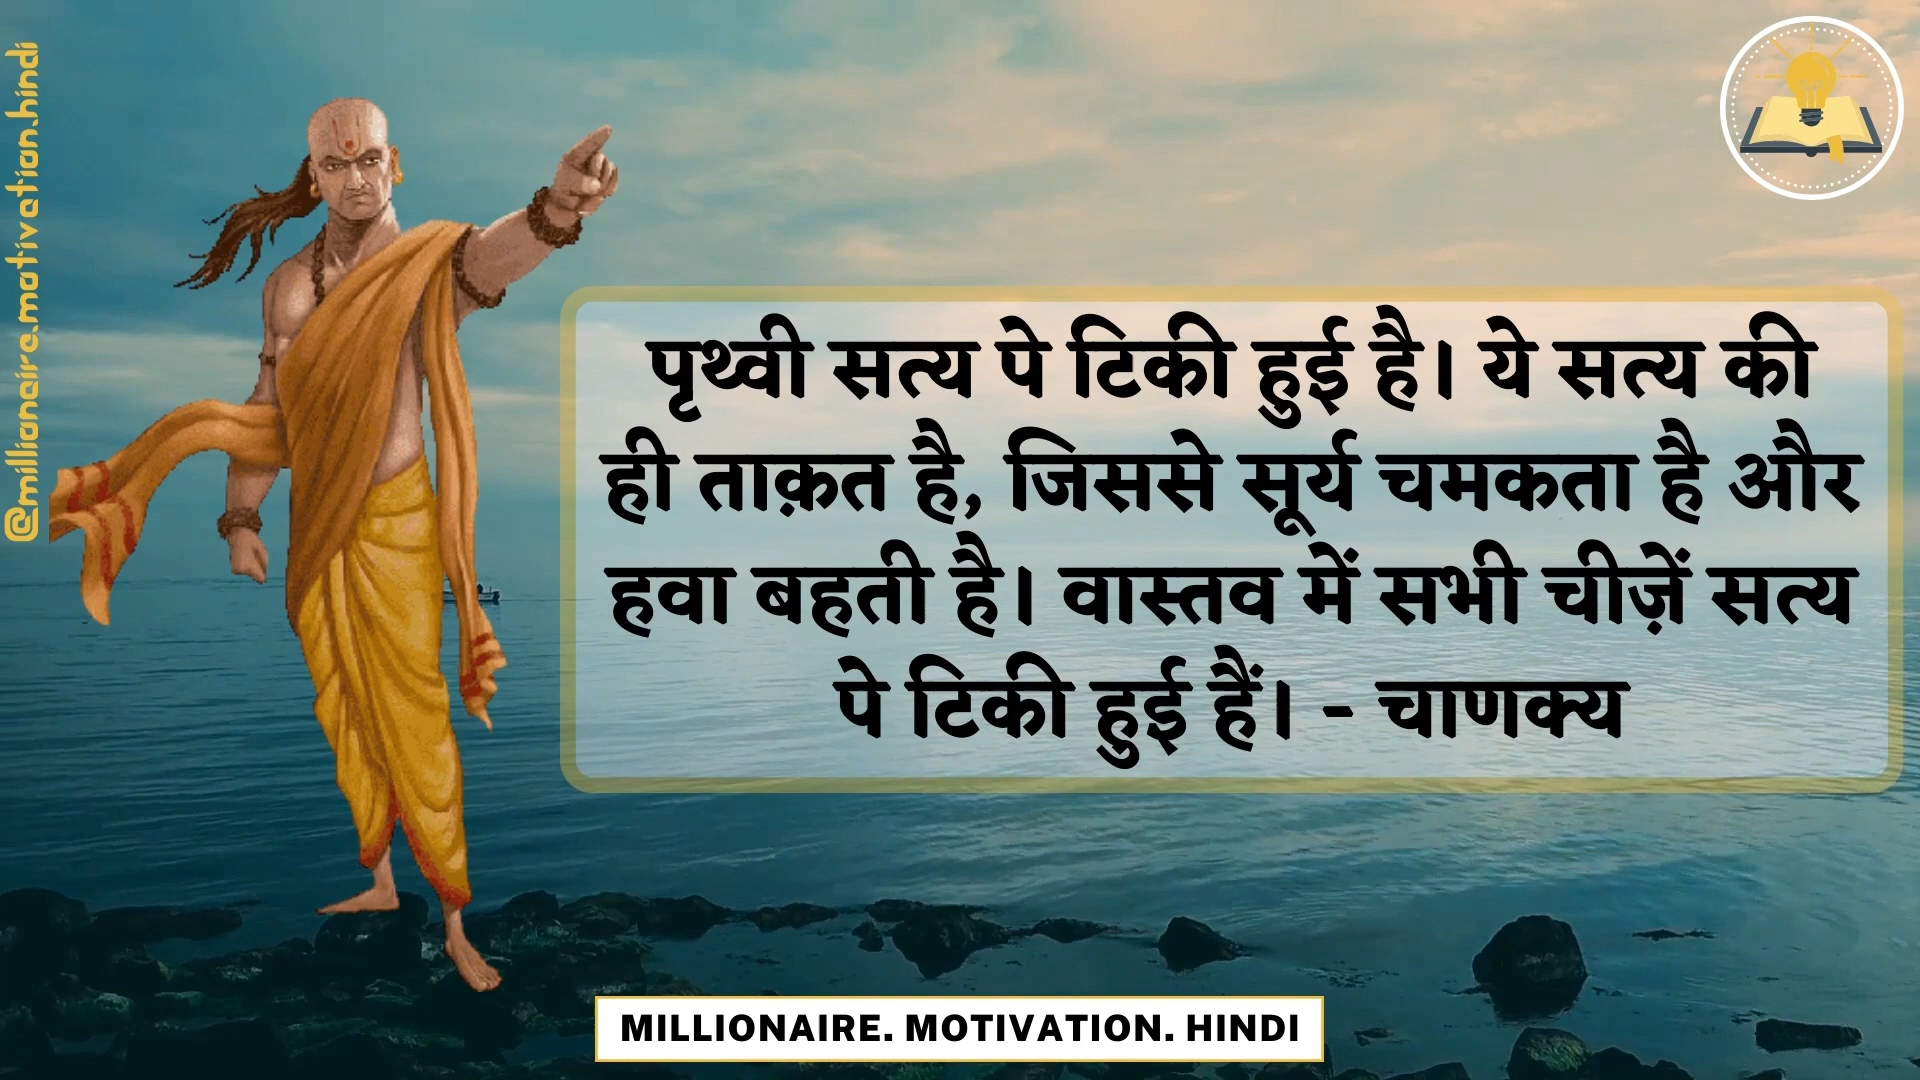 @millionaire.motivation.hindi
पृथ्वी सत्य पे टिकी हुई है। ये सत्य की
ही ताक़त है, जिससे सूर्य चमकता है और
हवा बहती है। वास्तव में सभी चीज़ें सत्य
पे टिकी हुई हैं। - चाणक्य
MILLIONAIRE. MOTIVATION. HINDI